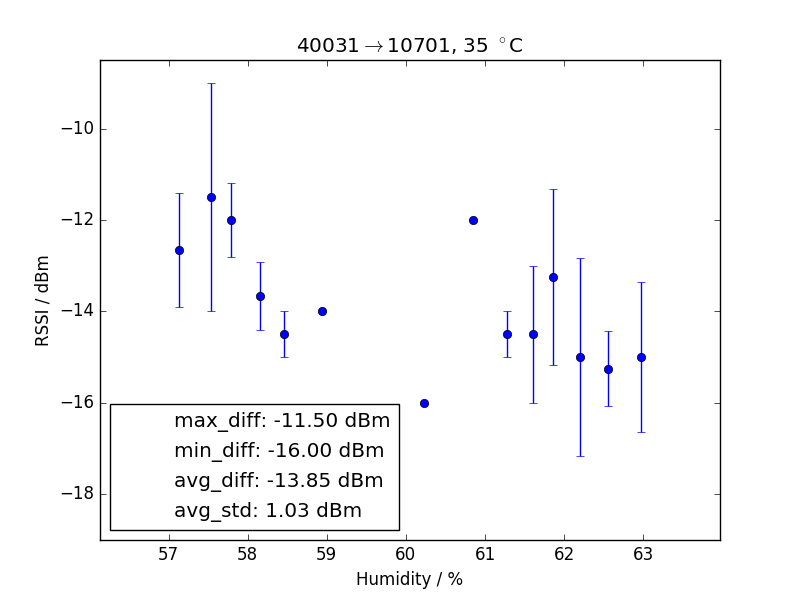 40031→10701, 35 °C
RSSI / dBm
−10
−12
−14
−16
−18
max_diff: -11.50 dBm
min_diff: -16.00 dBm
avg_diff: -13.85 dBm
avg_std: 1.03 dBm
57 58 59 60 61 62 63
Humidity / %